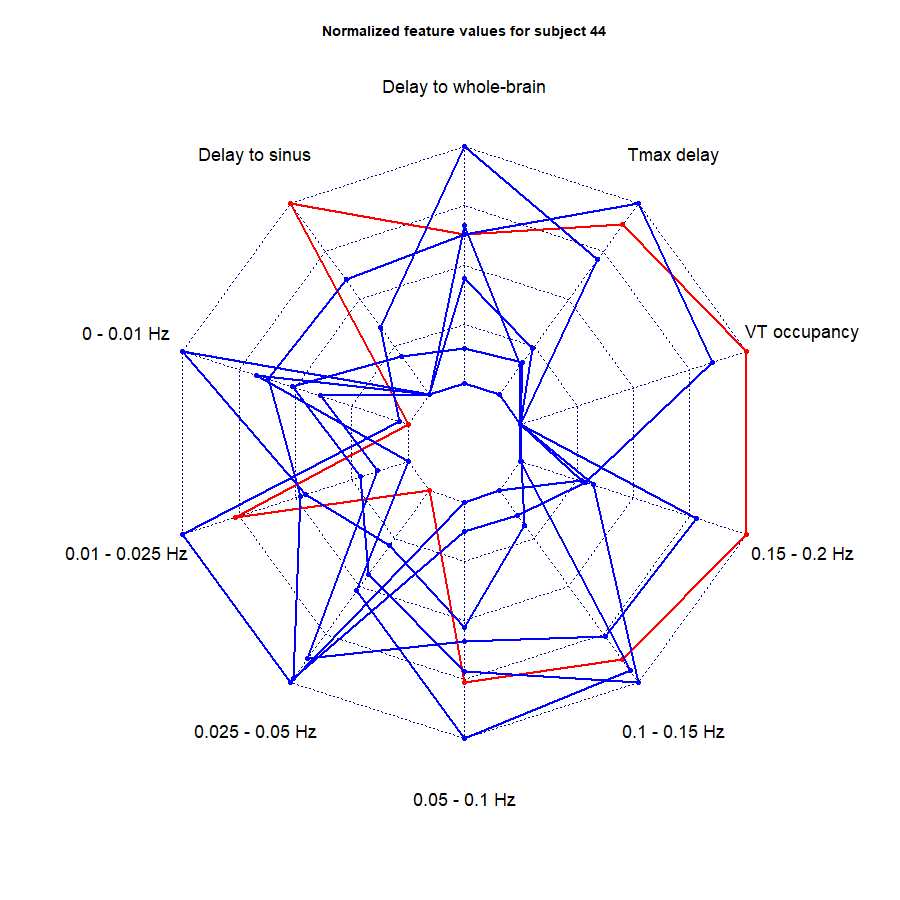 Normalized feature values for subject 44
Delay to whole-brain
Delay to sinus
Tmax delay
0 - 0.01 Hz
VT occupancy
0.01 - 0.025 Hz
0.15 - 0.2 Hz
0.025 - 0.05 Hz
0.1 - 0.15 Hz
0.05 - 0.1 Hz